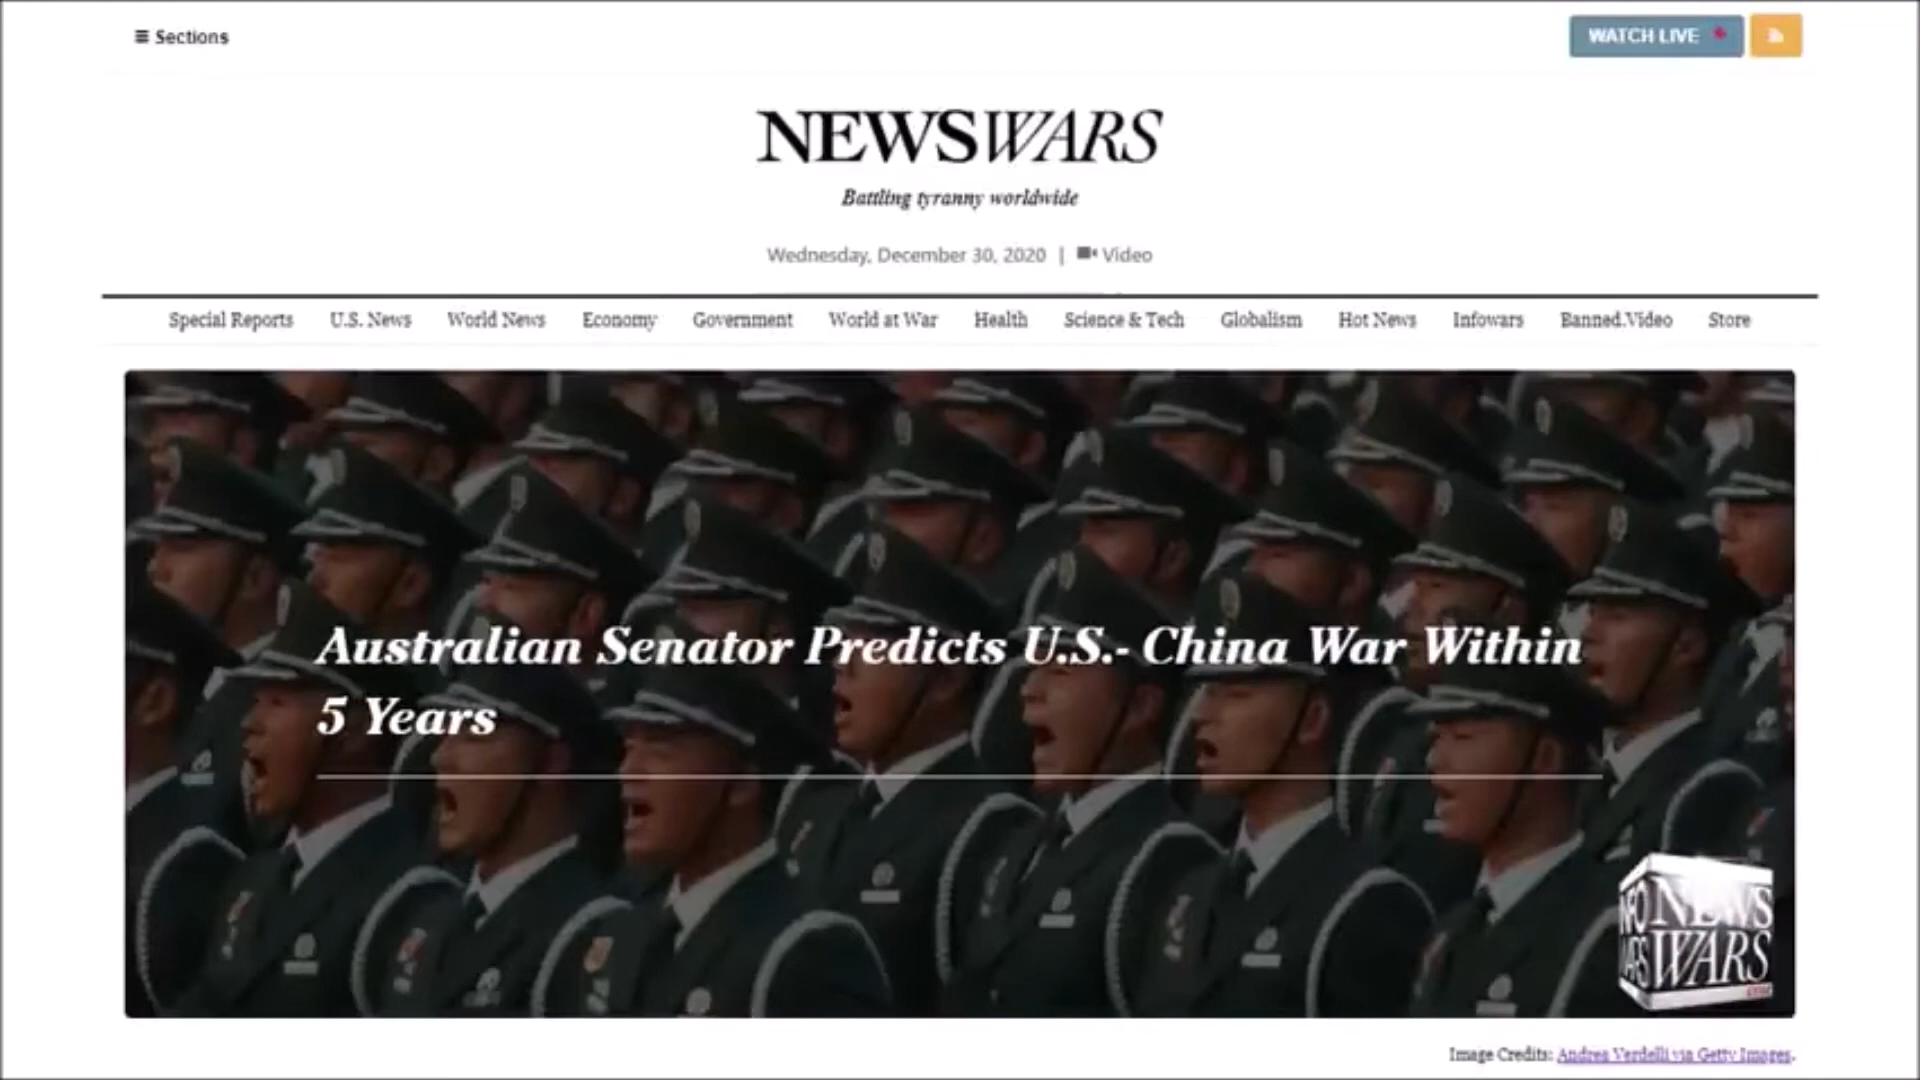 Sections
WATCH LIVE
NEWSWARS
Battling tyranny worldwide
Wednesday, December 30, 2020 | Video
Special Reports U.S. News World News Economy Government World at War Health Science & Tech Globalism Hot News Infowars Banned.Video Store
Australian Senator Predicts U.S.- China War Within
5 Years
INFO NEWS
WARS WARS
Image Credits: Andrea Verdelli via Getty Images.